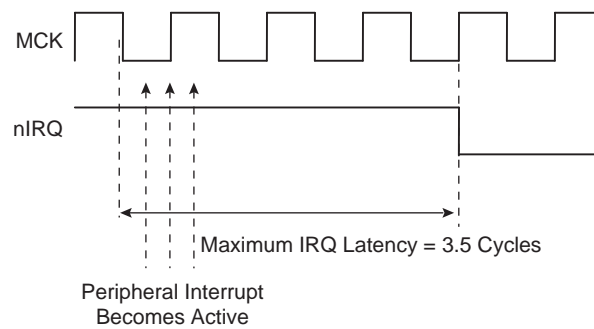 MCK
nIRQ
Maximum IRQ Latency = 3.5 Cycles
Peripheral Interrupt
Becomes Active